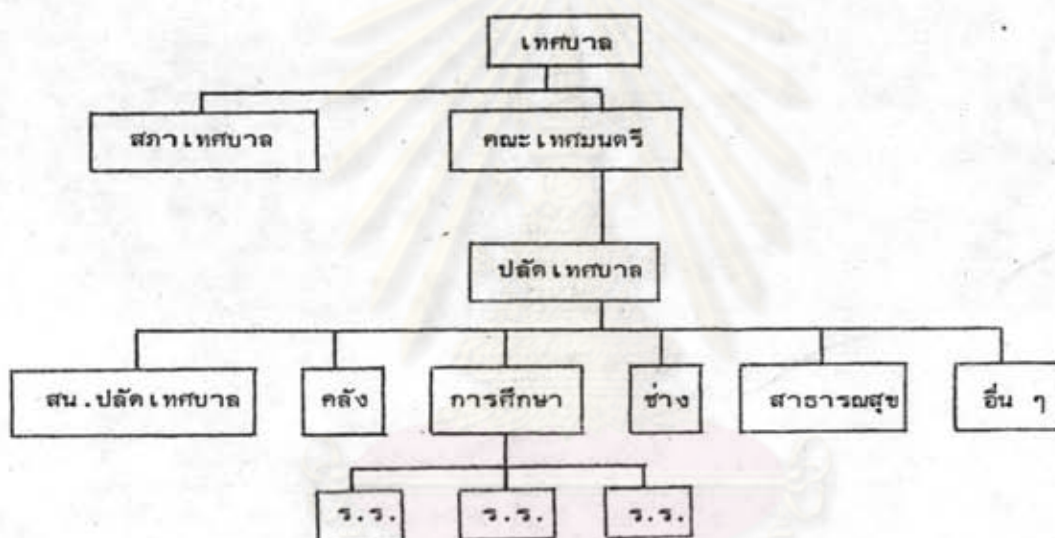 เทศบาล
สภาเทศบาล คณะเทศมนตรี
ปลัดเทศบาล
สน.ปลัดเทศบาล คลัง การศึกษา ช่าง สาธารณสุข อื่น ๆ
ร.ร. ร.ร. ร.ร.